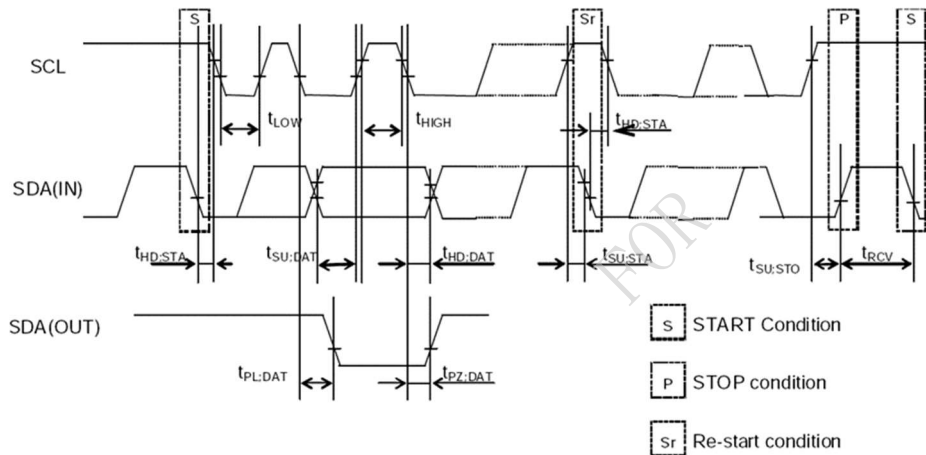 S Sr P S
SCL
tLOW tHIGH tHD;STA
SDA(IN)
tHD;STA tSU;DAT tHD;DAT tSU;STA tSU;STO tRCV
FOR
SDA(OUT)
S START Condition
tPL;DAT tPZ;DAT
P STOP condition
Sr Re-start condition